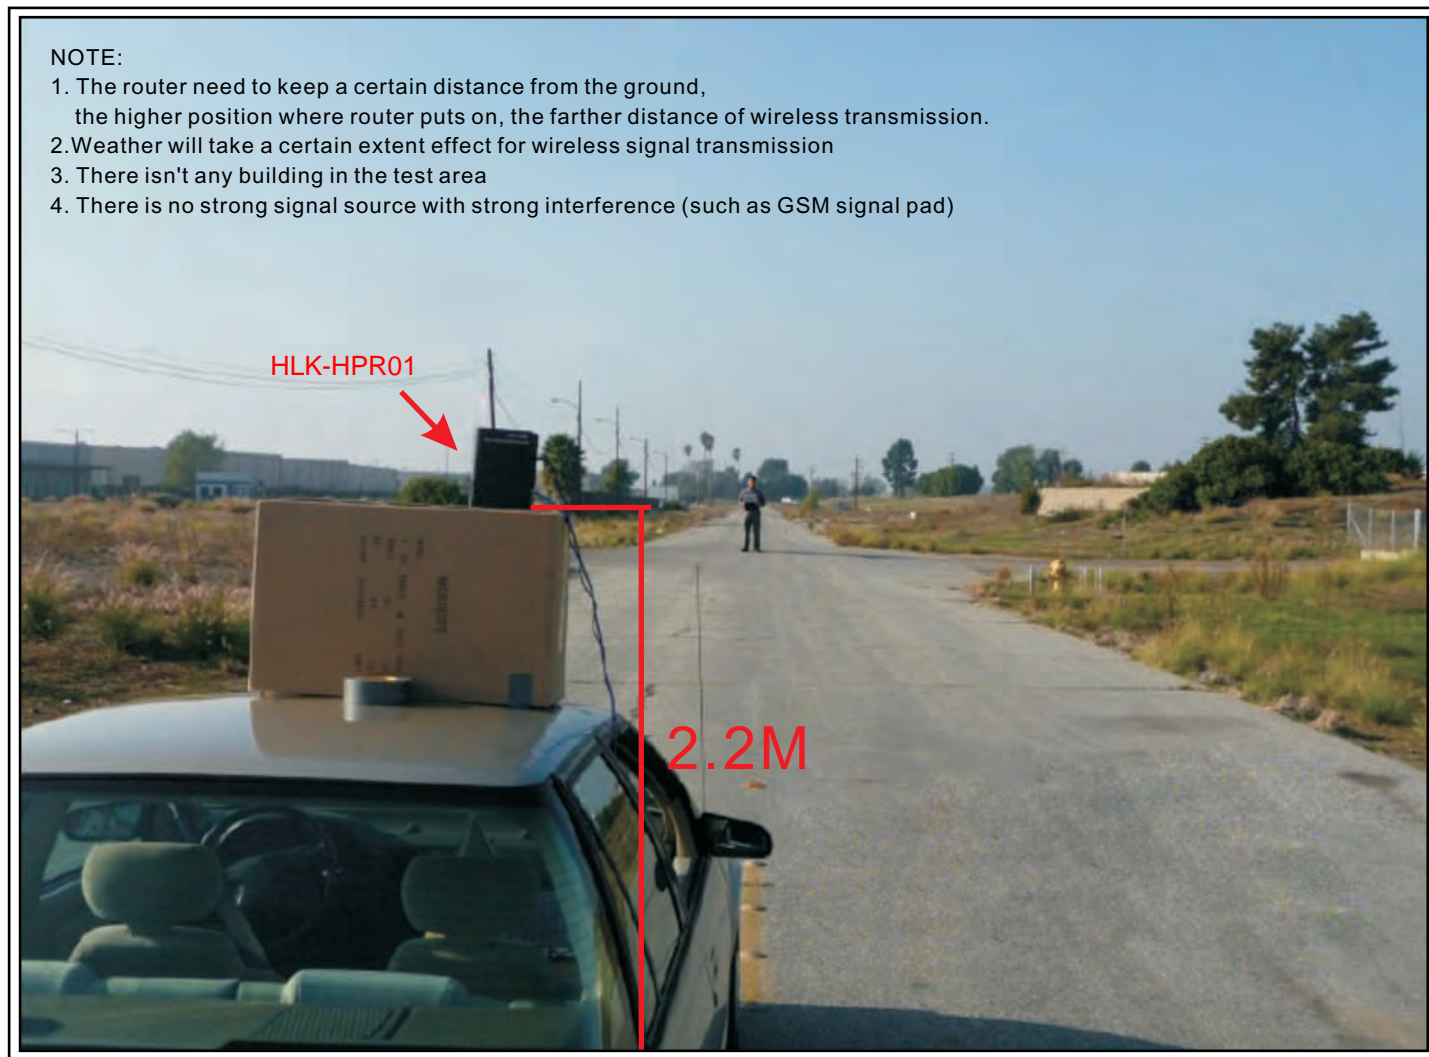 NOTE:
1. The router need to keep a certain distance from the ground,
the higher position where router puts on, the farther distance of wireless transmission.
2.Weather will take a certain extent effect for wireless signal transmission
3. There isn't any building in the test area
4. There is no strong signal source with strong interference (such as GSM signal pad)
HLK-HPR01
2.2M